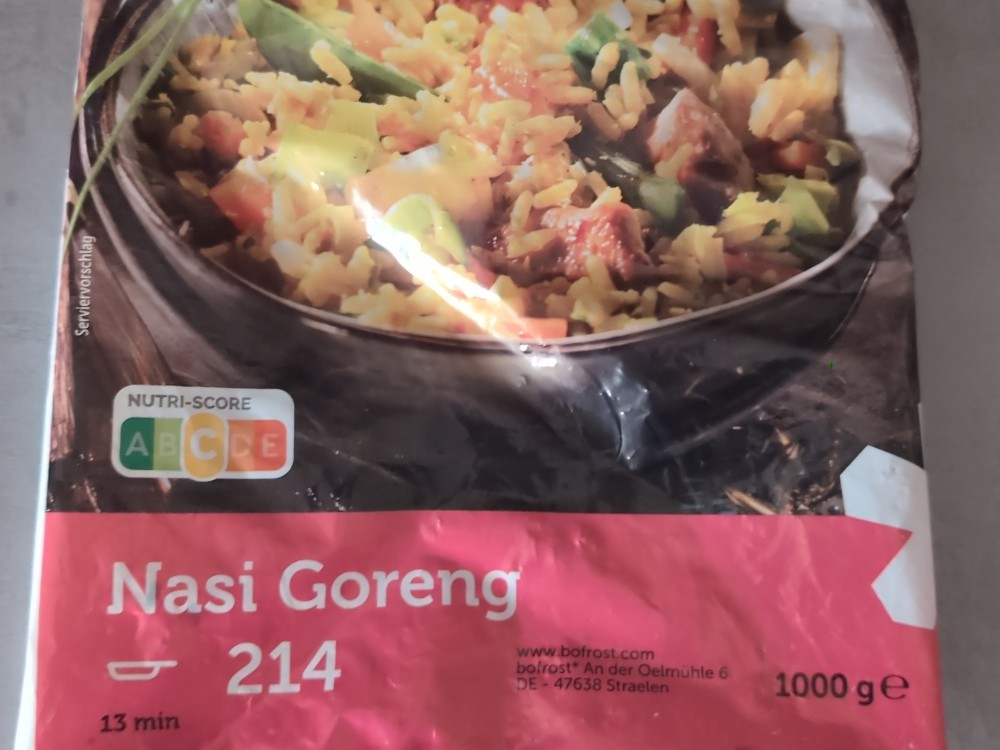 Serviervorschlag
NUTRI-SCORE
A B C D E
Nasi Goreng
214
13 min
www.bofrost.com
bofrost* An der Oelmühle 6
DE - 47638 Straelen
1000 g ℮